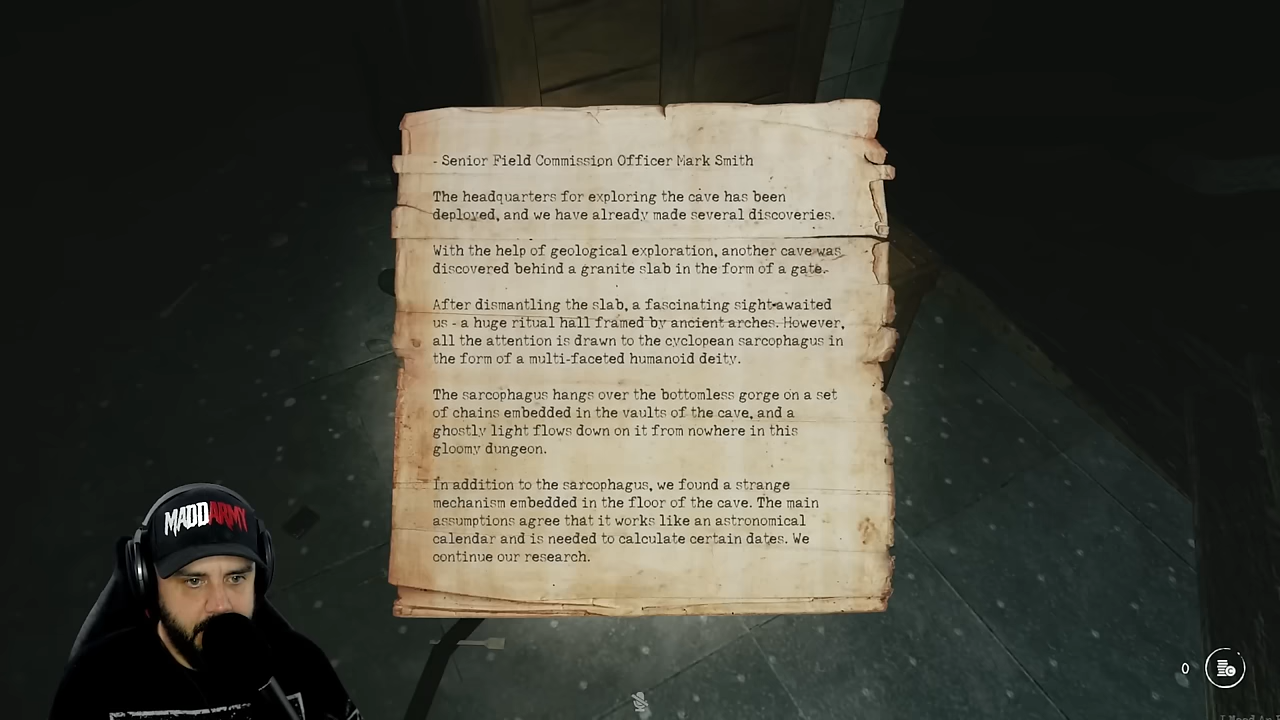 - Senior Field Commission Officer Mark Smith
The headquarters for exploring the cave has been
deployed, and we have already made several discoveries.
With the help of geological exploration, another cave was
discovered behind a granite slab in the form of a gate.
After dismantling the slab, a fascinating sight awaited
us - a huge ritual hall framed by ancient arches. However,
all the attention is drawn to the cyclopean sarcophagus in
the form of a multi-faceted humanoid deity.
The sarcophagus hangs over the bottomless gorge on a set
of chains embedded in the vaults of the cave, and a
ghostly light flows down on it from nowhere in this
gloomy dungeon.
In addition to the sarcophagus, we found a strange
mechanism embedded in the floor of the cave. The main
assumptions agree that it works like an astronomical
calendar and is needed to calculate certain dates. We
continue our research.
MADDARMY
0